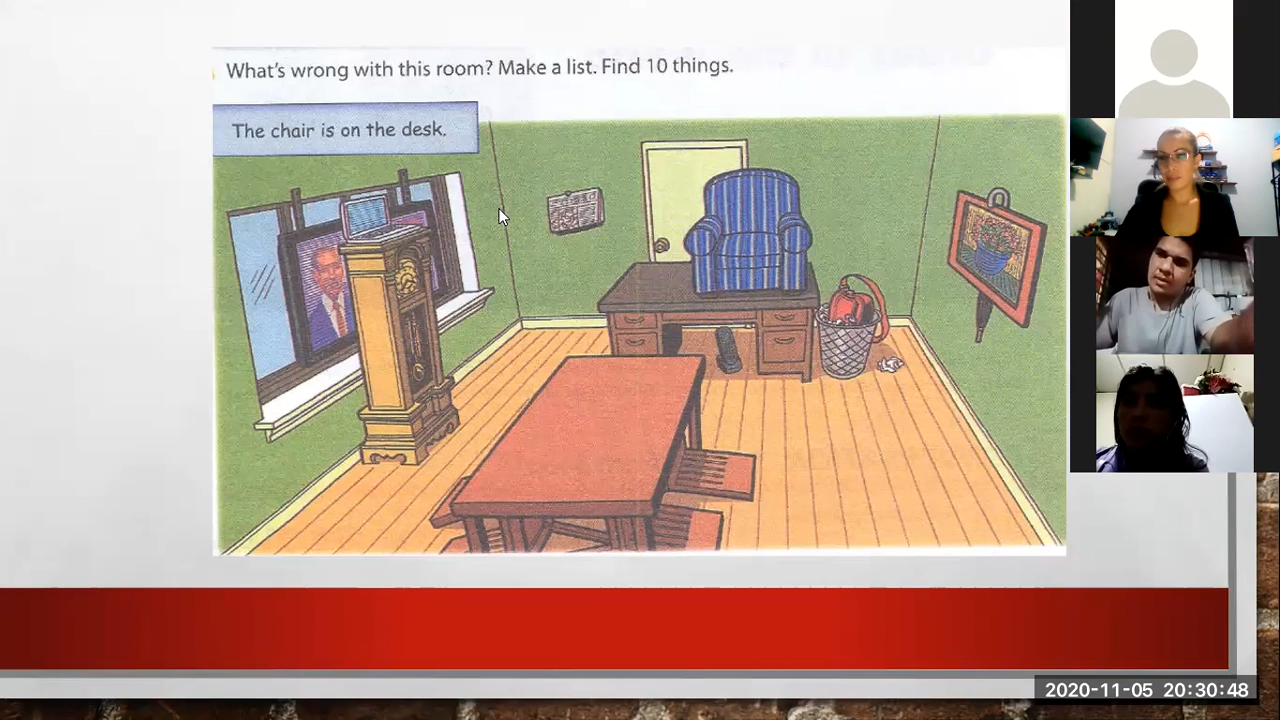 What's wrong with this room? Make a list. Find 10 things.
The chair is on the desk.
2020-11-05 20:30:48